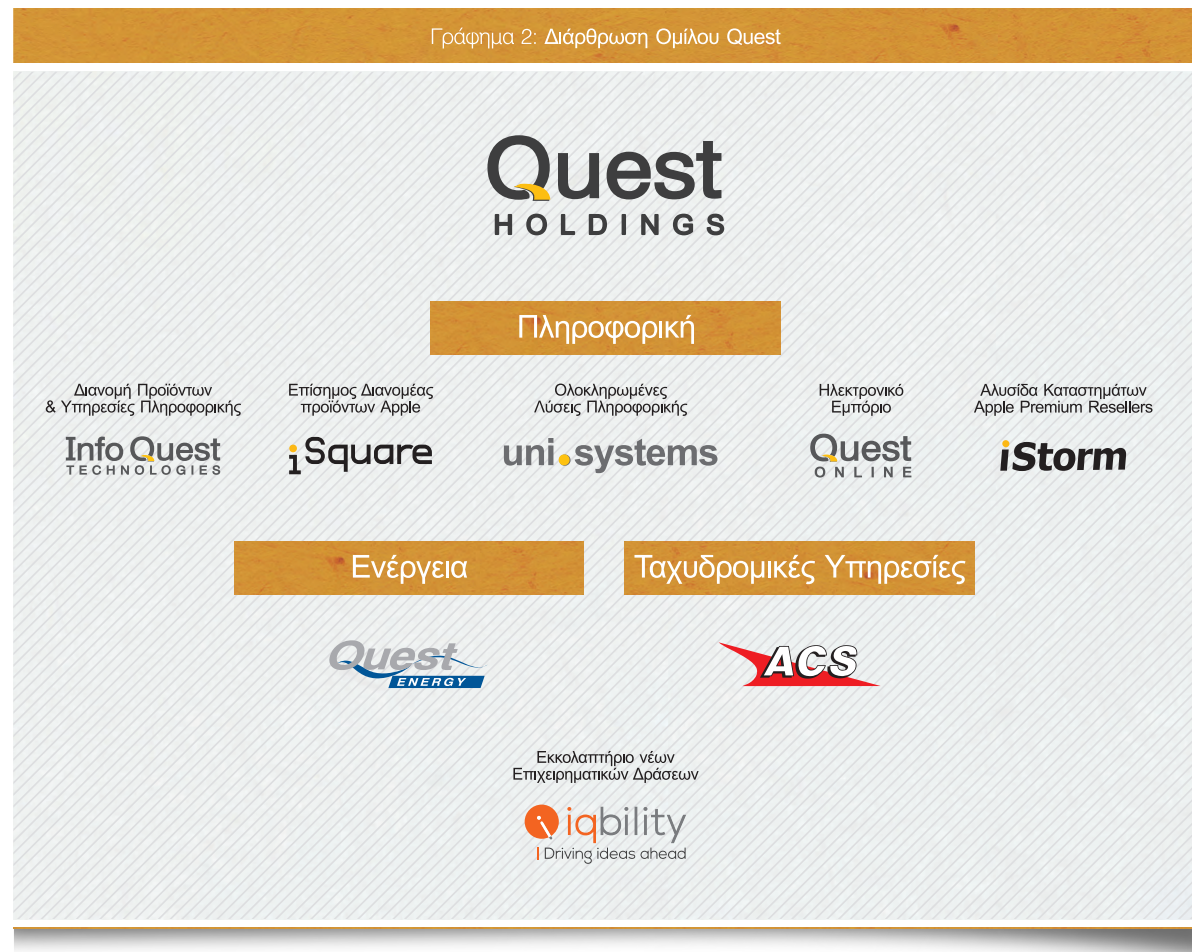 Γράφημα 2: Διάρθρωση Ομίλου Quest
Quest
HOLDINGS
Πληροφορική
Διανομή Προϊόντων
& Υπηρεσίες Πληροφορικής
Info Quest
TECHNOLOGIES
Επίσημος Διανομέας
προϊόντων Apple
iSquare
Ολοκληρωμένες
Λύσεις Πληροφορικής
uni.systems
Ηλεκτρονικό
Εμπόριο
Quest
ONLINE
Αλυσίδα Καταστημάτων
Apple Premium Resellers
iStorm
Ενέργεια
Quest
ENERGY
Ταχυδρομικές Υπηρεσίες
ACS
Εκκολαπτήριο νέων
Επιχειρηματικών Δράσεων
iqbility
Driving ideas ahead